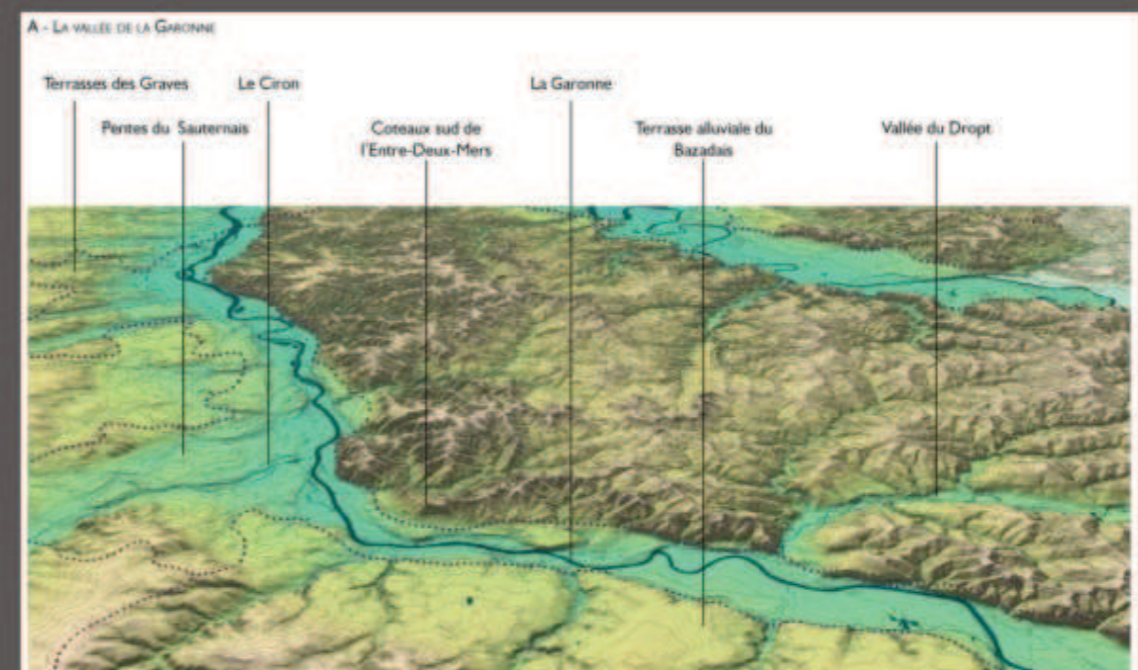 A - La vallée de la Garonne
Terrasses des Graves
Le Ciron
La Garonne
Pentes du Sauternais
Coteaux sud de
l'Entre-Deux-Mers
Terrasse alluviale du
Bazadais
Vallée du Dropt